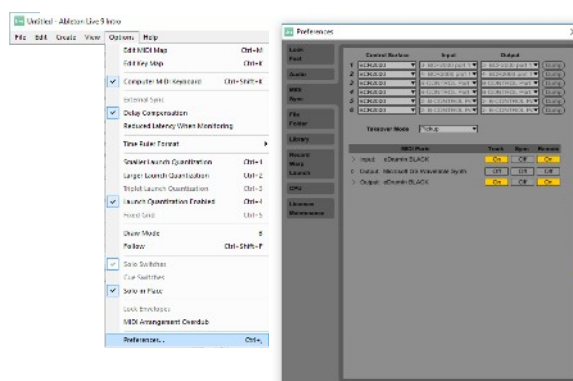 Untitled - Ableton Live 9 Intro
File Edit Create View Options Help
Edit MIDI Map Ctrl+M
Edit Key Map Ctrl+K
Computer MIDI Keyboard Ctrl+Shift+K
External Sync
Delay Compensation
Reduced Latency When Monitoring
Time Ruler Format
Smaller Launch Quantization Ctrl+1
Larger Launch Quantization Ctrl+2
Triplet Launch Quantization Ctrl+3
Launch Quantization Enabled Ctrl+4
Fixed Grid Ctrl+5
Draw Mode B
Follow Ctrl+Shift+F
Solo Switches
Cue Switches
Solo in Place
Lock Envelopes
MIDI Arrangement Overdub
Preferences... Ctrl+,
Preferences
Look
Feel
Audio
MIDI
Sync
File
Folder
Library
Record
Warp
Launch
CPU
Licenses
Maintenance
Control Surface Input Output
1
2
3
4
5
6
Takeover Mode Pickup
MIDI Ports Track Sync Remote
Input: eDrumin BLACK On Off On
Output: Microsoft GS Wavetable Synth Off Off Off
Output: eDrumin BLACK On Off On